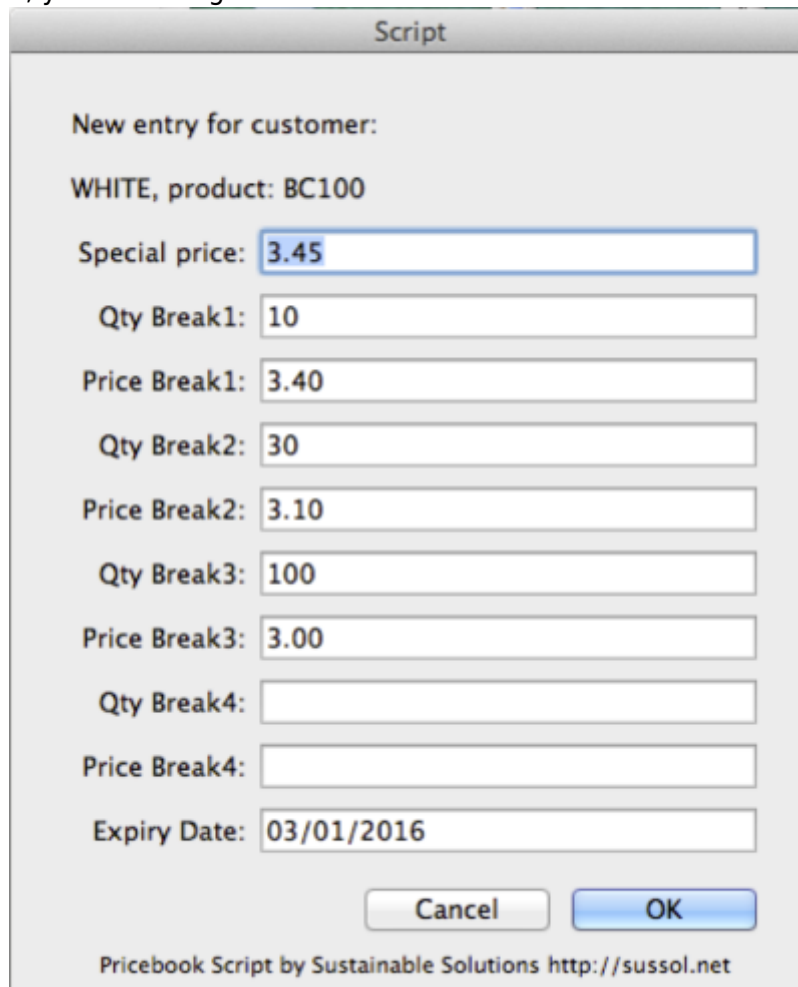 Script
New entry for customer:
WHITE, product: BC100
Special price: 3.45
Qty Break1: 10
Price Break1: 3.40
Qty Break2: 30
Price Break2: 3.10
Qty Break3: 100
Price Break3: 3.00
Qty Break4:
Price Break4:
Expiry Date: 03/01/2016
Cancel OK
Pricebook Script by Sustainable Solutions http://sussol.net